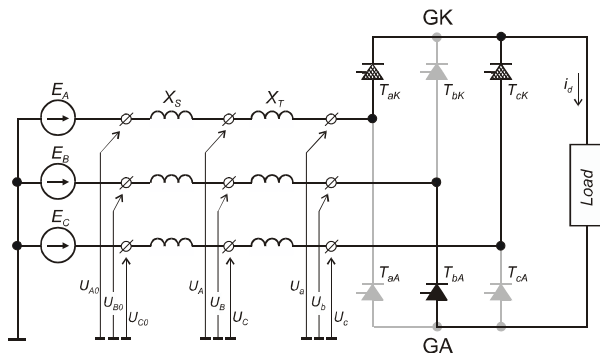 GK
T_aK
T_bK
T_cK
i_d
E_A
X_S
X_T
E_B
E_C
Load
U_A0
U_B0
U_C0
U_A
U_B
U_C
U_a
U_b
U_c
T_aA
T_bA
T_cA
GA